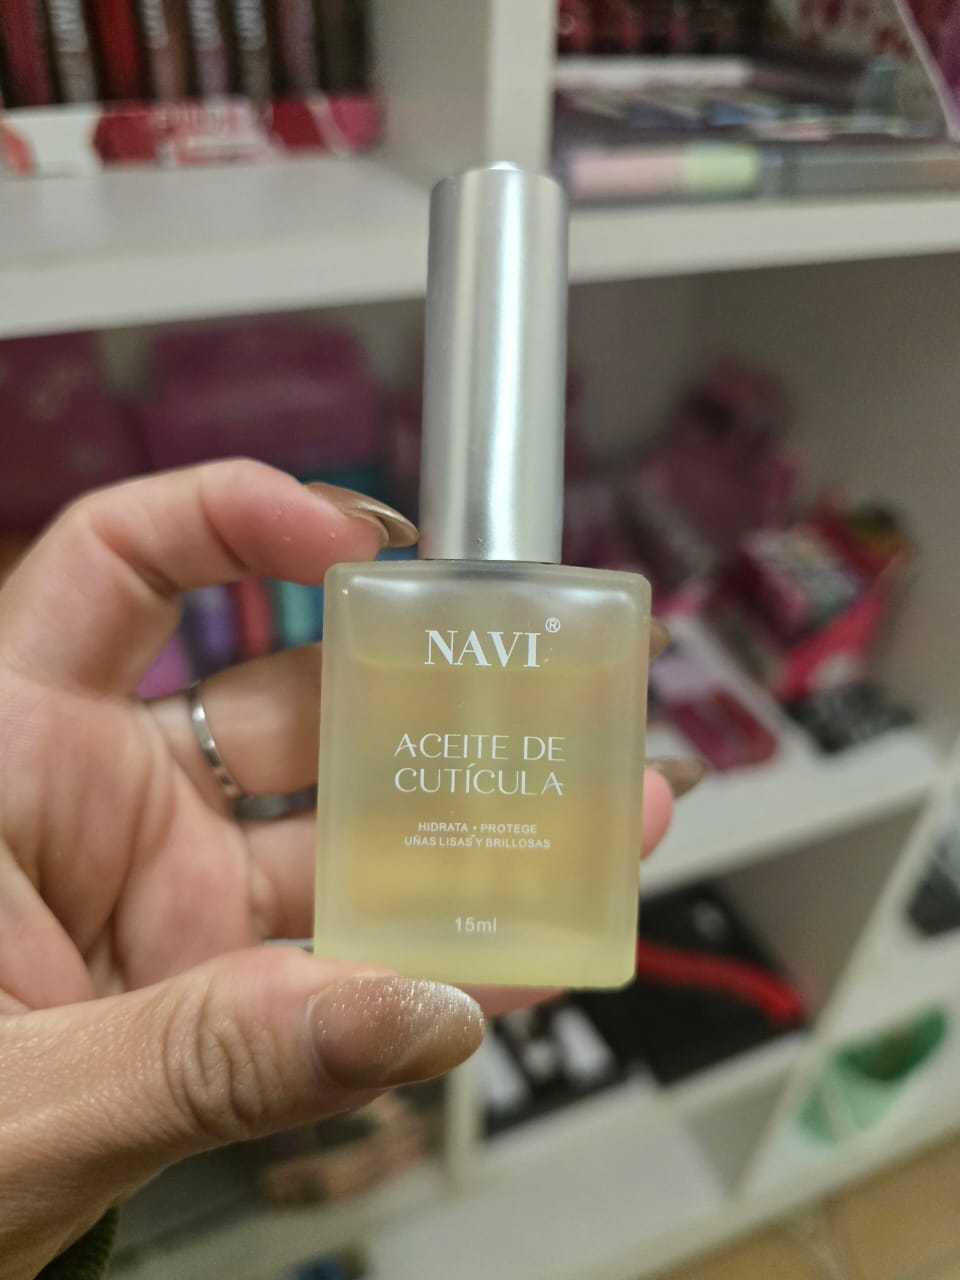 NAVI®
ACEITE DE
CUTÍCULA
HIDRATA • PROTEGE
UÑAS LISAS Y BRILLOSAS
15ml